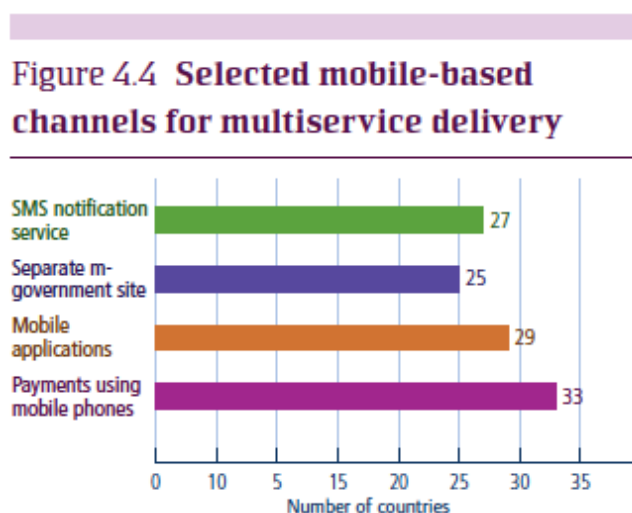 Figure 4.4 Selected mobile-based
channels for multiservice delivery
SMS notification
service
27
Separate m-
government site
25
Mobile
applications
29
Payments using
mobile phones
33
0 10 5 15 20 25 30 35
Number of countries